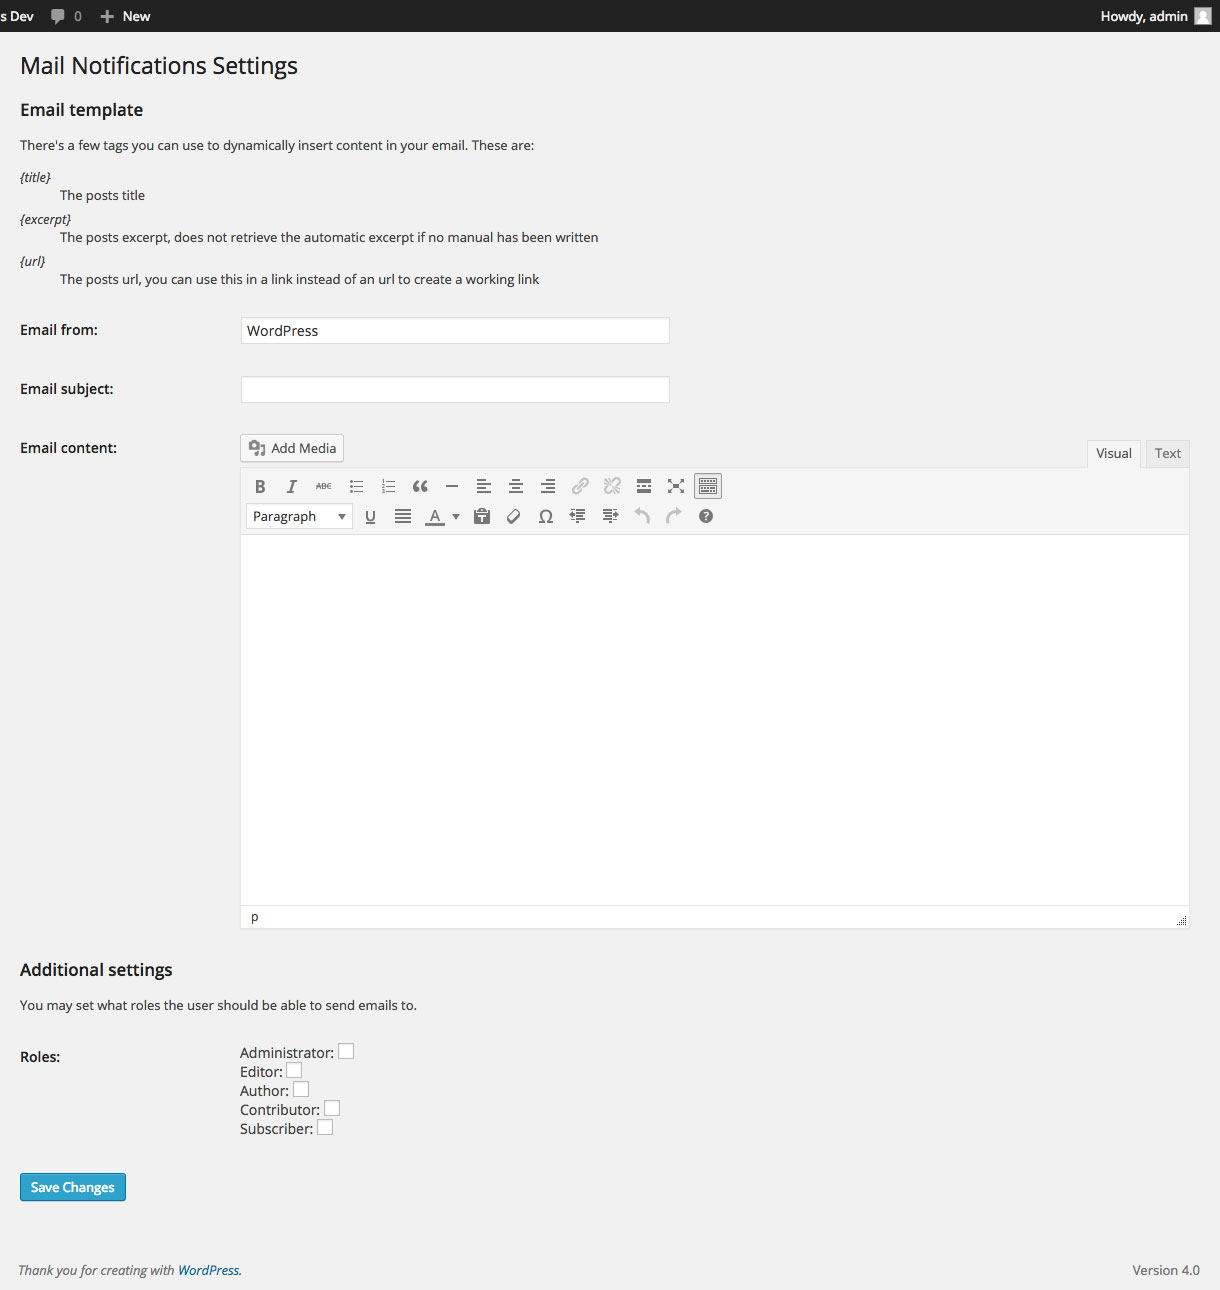 s Dev 0 New Howdy, admin
Mail Notifications Settings
Email template
There's a few tags you can use to dynamically insert content in your email. These are:
{title}
The posts title
{excerpt}
The posts excerpt, does not retrieve the automatic excerpt if no manual has been written
{url}
The posts url, you can use this in a link instead of an url to create a working link
Email from: WordPress
Email subject:
Email content: Add Media Visual Text
B I ABC
Paragraph U A Ω
p
Additional settings
You may set what roles the user should be able to send emails to.
Roles: Administrator:
Editor:
Author:
Contributor:
Subscriber:
Save Changes
Thank you for creating with WordPress. Version 4.0